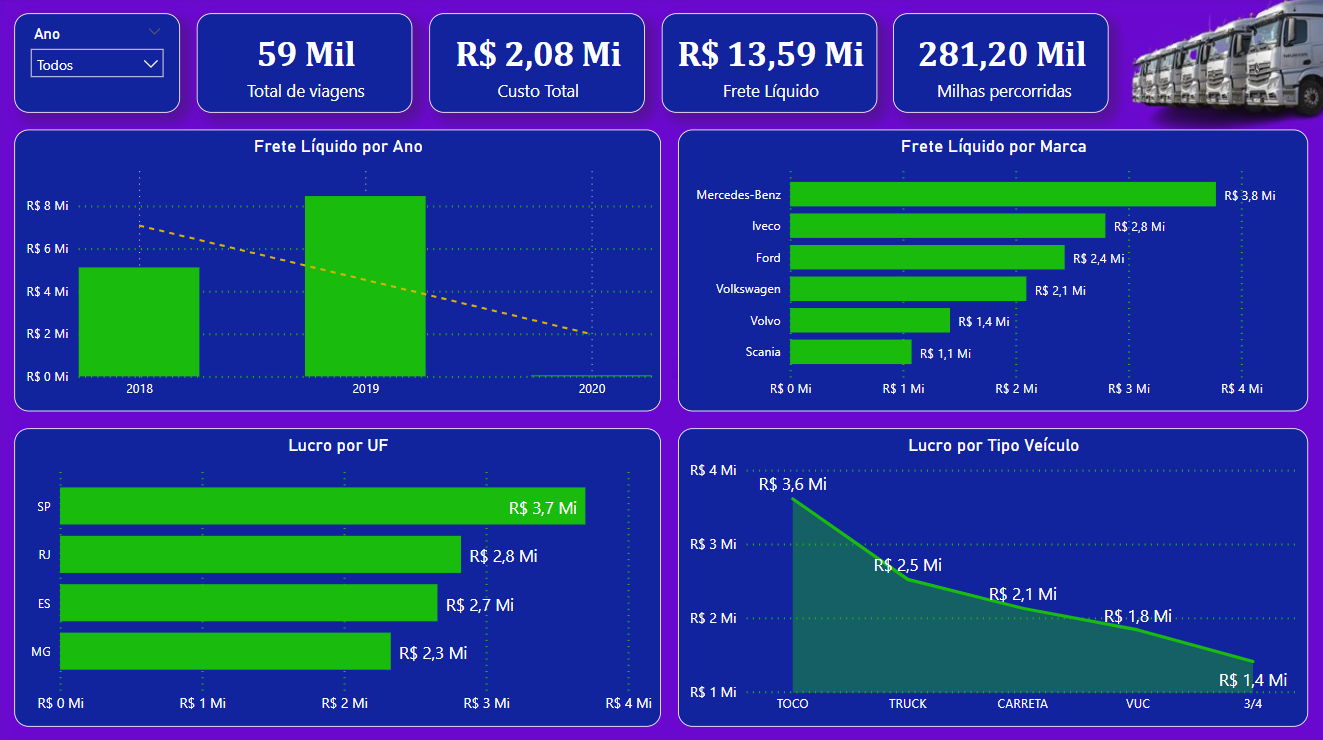 Ano
Todos
59 Mil
Total de viagens
R$ 2,08 Mi
Custo Total
R$ 13,59 Mi
Frete Líquido
281,20 Mil
Milhas percorridas
Frete Líquido por Ano
R$ 8 Mi
R$ 6 Mi
R$ 4 Mi
R$ 2 Mi
R$ 0 Mi
2018
2019
2020
Frete Líquido por Marca
Mercedes-Benz
R$ 3,8 Mi
Iveco
R$ 2,8 Mi
Ford
R$ 2,4 Mi
Volkswagen
R$ 2,1 Mi
Volvo
R$ 1,4 Mi
Scania
R$ 1,1 Mi
R$ 0 Mi
R$ 1 Mi
R$ 2 Mi
R$ 3 Mi
R$ 4 Mi
Lucro por UF
SP
R$ 3,7 Mi
RJ
R$ 2,8 Mi
ES
R$ 2,7 Mi
MG
R$ 2,3 Mi
R$ 0 Mi
R$ 1 Mi
R$ 2 Mi
R$ 3 Mi
R$ 4 Mi
Lucro por Tipo Veículo
R$ 4 Mi
R$ 3 Mi
R$ 2 Mi
R$ 1 Mi
R$ 3,6 Mi
R$ 2,5 Mi
R$ 2,1 Mi
R$ 1,8 Mi
R$ 1,4 Mi
TOCO
TRUCK
CARRETA
VUC
3/4